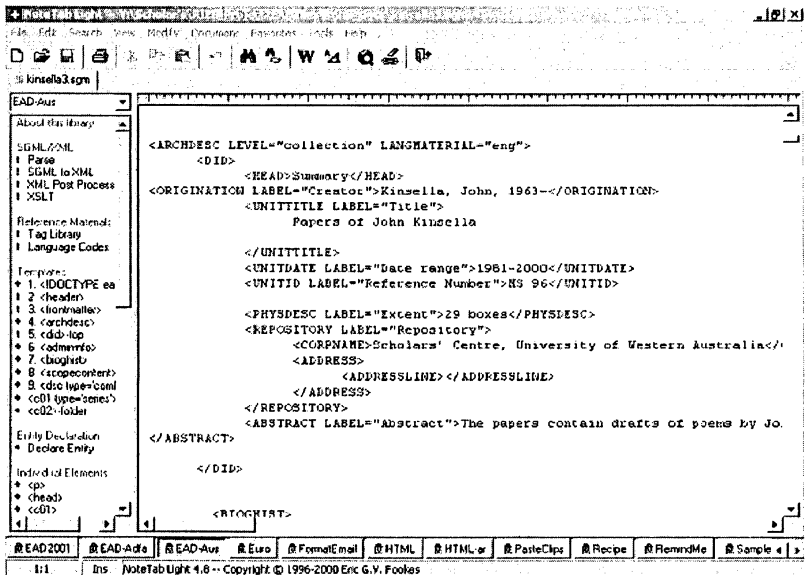 NoteTab Light
File Edit Search View Modify Document Favorites Tools Help
kinsella3.sgm
EAD-Aus
About this library
SGML/XML
Parse
SGML to XML
XML Post Process
XSLT
Reference Materials
Tag Library
Language Codes
Templates
1. <!DOCTYPE ea
2 <header>
3. <frontmatter>
4. <archdesc>
5. <did>-top
6 <admininfo>
7. <bioghist>
8 <scopecontent>
9. <dsc type='coml
<c01 type='series'>
<c02>-folder
Entity Declaration
Declare Entity
Individual Elements
<p>
<head>
<c01>
<ARCHDESC LEVEL="collection" LANGMATERIAL="eng">
<DID>
<HEAD>Summary</HEAD>
<ORIGINATION LABEL="Creator">Kinsella, John, 1963-</ORIGINATION>
<UNITTITLE LABEL="Title">
Papers of John Kinsella
</UNITTITLE>
<UNITDATE LABEL="Date range">1981-2000</UNITDATE>
<UNITID LABEL="Reference Number">MS 96</UNITID>
<PHYSDESC LABEL="Extent">29 boxes</PHYSDESC>
<REPOSITORY LABEL="Repository">
<CORPNAME>Scholars' Centre, University of Western Australia</
<ADDRESS>
<ADDRESSLINE></ADDRESSLINE>
</ADDRESS>
</REPOSITORY>
<ABSTRACT LABEL="Abstract">The papers contain drafts of poems by Jo
</ABSTRACT>
</DID>
<BIOGHIST>
EAD2001 EAD-Adfa EAD-Aus Euro FormatEmail HTML HTML-ar PasteClips Recipe RemindMe Sample
1:1 Ins NoteTab Light 4.8 -- Copyright © 1996-2000 Eric G.V. Fookes